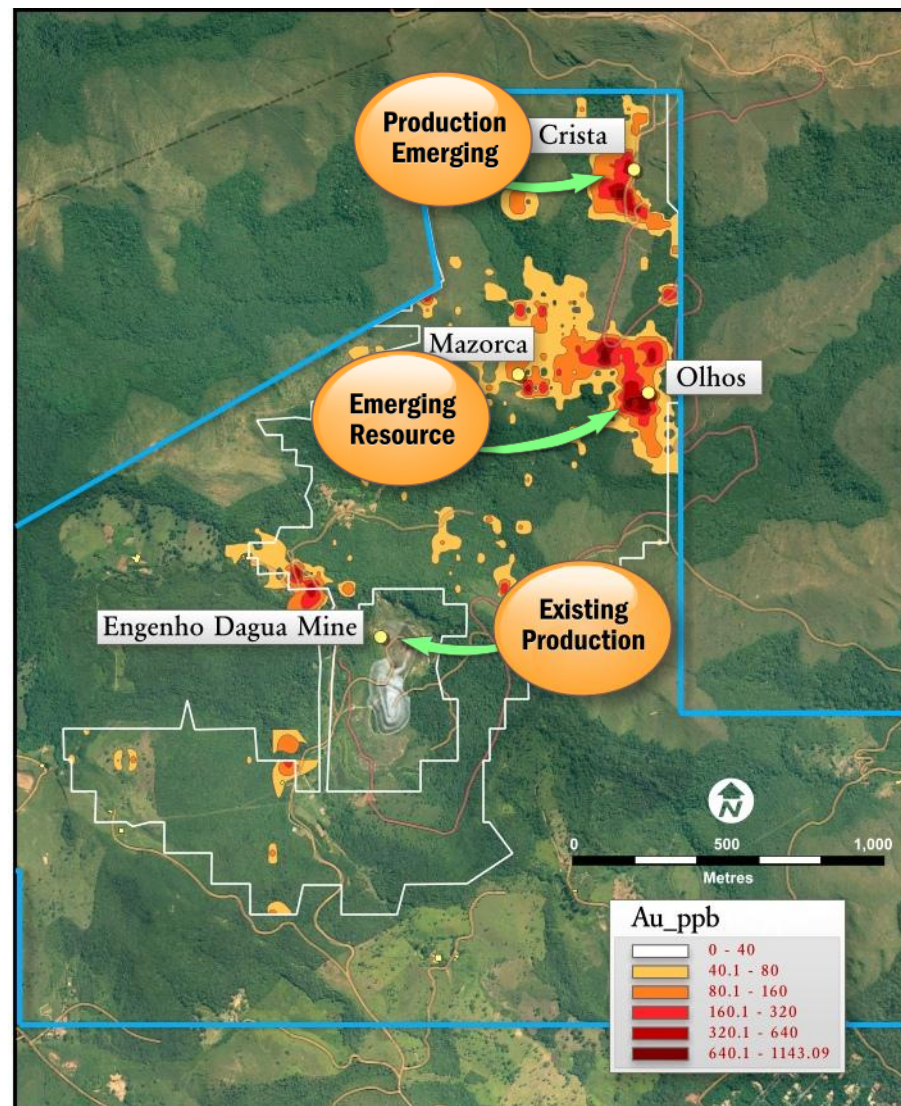 Production
Emerging
Crista
Mazorca
Olhos
Emerging
Resource
Engenho Dagua Mine
Existing
Production
N
0 500 1,000
Metres
Au_ppb
0 - 40
40.1 - 80
80.1 - 160
160.1 - 320
320.1 - 640
640.1 - 1143.09